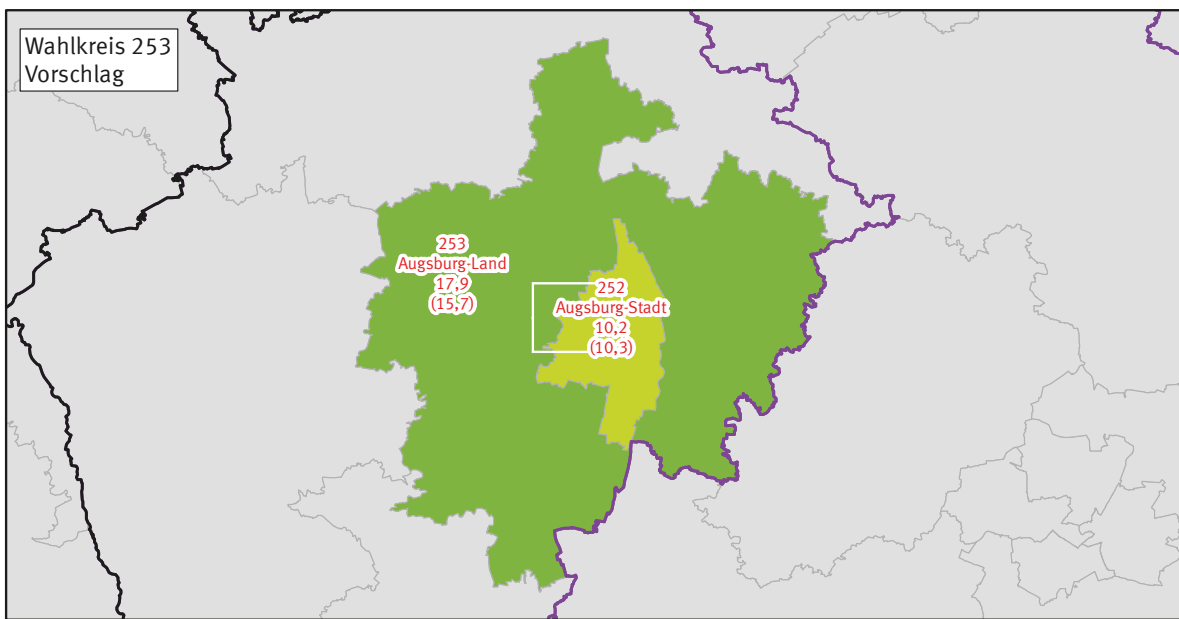 Wahlkreis 253
Vorschlag
253
Augsburg-Land
17,9
(15,7)
252
Augsburg-Stadt
10,2
(10,3)